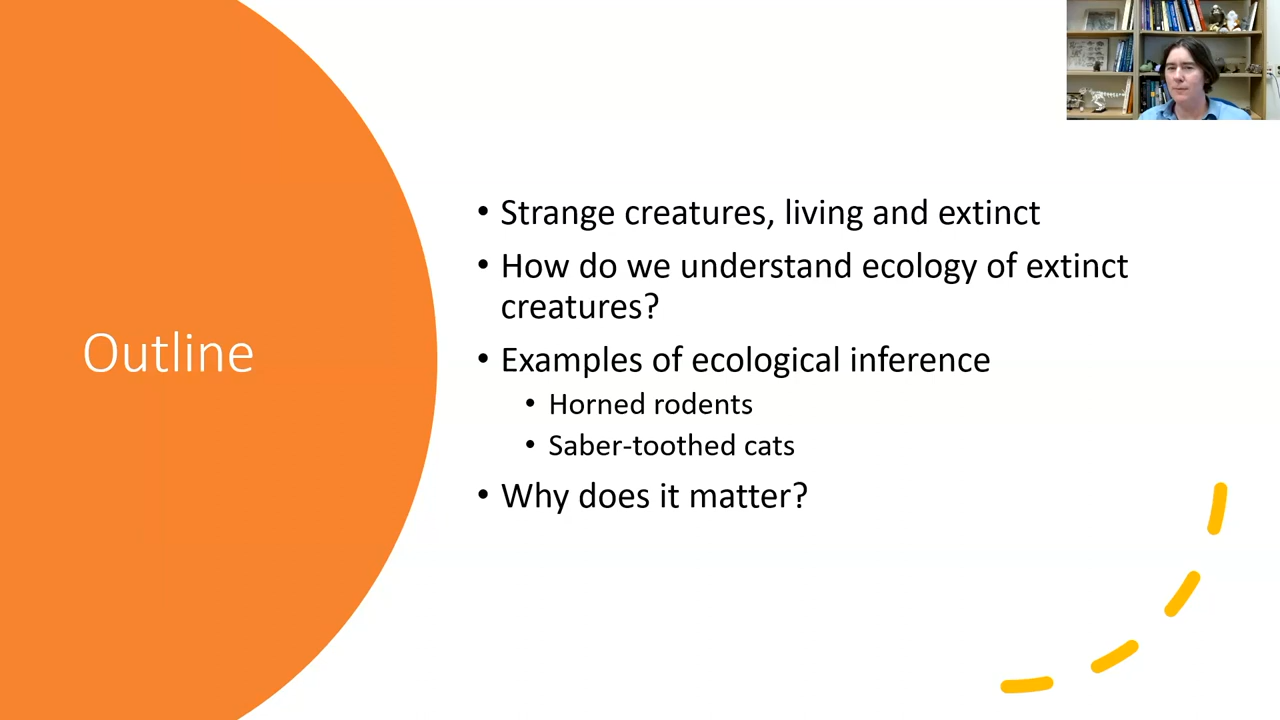 Outline
• Strange creatures, living and extinct
• How do we understand ecology of extinct
creatures?
• Examples of ecological inference
• Horned rodents
• Saber-toothed cats
• Why does it matter?